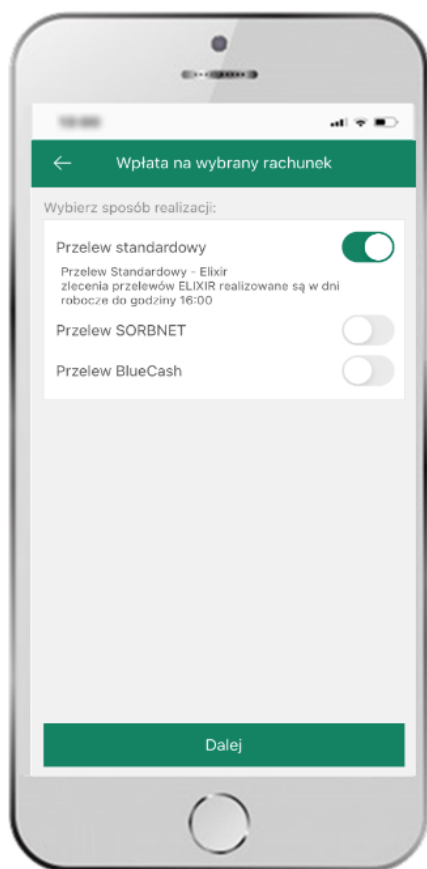 Wpłata na wybrany rachunek
Wybierz sposób realizacji:
Przelew standardowy
Przelew Standardowy - Elixir
zlecenia przelewów ELIXIR realizowane są w dni
robocze do godziny 16:00
Przelew SORBNET
Przelew BlueCash
Dalej